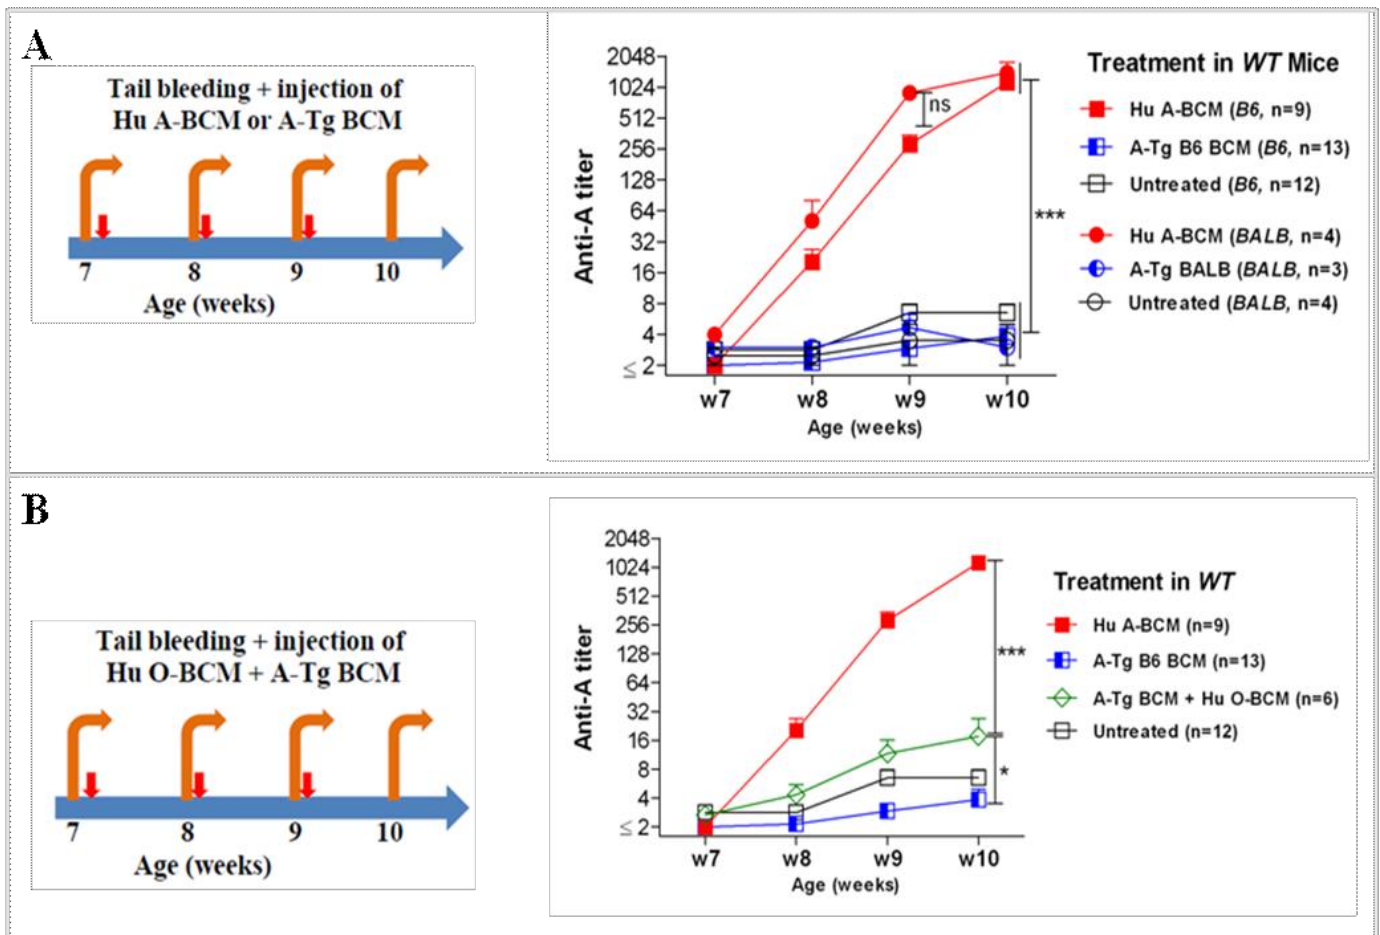 A
Tail bleeding + injection of
Hu A-BCM or A-Tg BCM
7 8 9 10
Age (weeks)
Anti-A titer
2048
1024
512
256
128
64
32
16
8
4
≤ 2
w7 w8 w9 w10
Age (weeks)
ns
***
Treatment in WT Mice
Hu A-BCM (B6, n=9)
A-Tg B6 BCM (B6, n=13)
Untreated (B6, n=12)
Hu A-BCM (BALB, n=4)
A-Tg BALB (BALB, n=3)
Untreated (BALB, n=4)
B
Tail bleeding + injection of
Hu O-BCM + A-Tg BCM
7 8 9 10
Age (weeks)
Anti-A titer
2048
1024
512
256
128
64
32
16
8
4
≤ 2
w7 w8 w9 w10
Age (weeks)
***
*
Treatment in WT
Hu A-BCM (n=9)
A-Tg B6 BCM (n=13)
A-Tg BCM + Hu O-BCM (n=6)
Untreated (n=12)